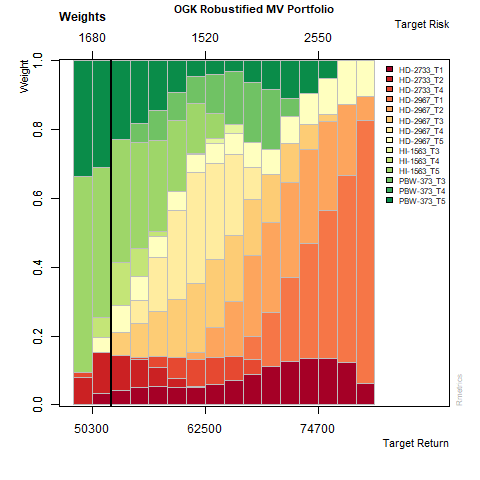 OGK Robustified MV Portfolio
Weights
Target Risk
1680 1520 2550
Weight
1.0
0.8
0.6
0.4
0.2
0.0
HD-2733_T1
HD-2733_T2
HD-2733_T4
HD-2967_T1
HD-2967_T2
HD-2967_T3
HD-2967_T4
HD-2967_T5
HI-1563_T3
HI-1563_T4
HI-1563_T5
PBW-373_T3
PBW-373_T4
PBW-373_T5
Rmetrics
50300 62500 74700
Target Return